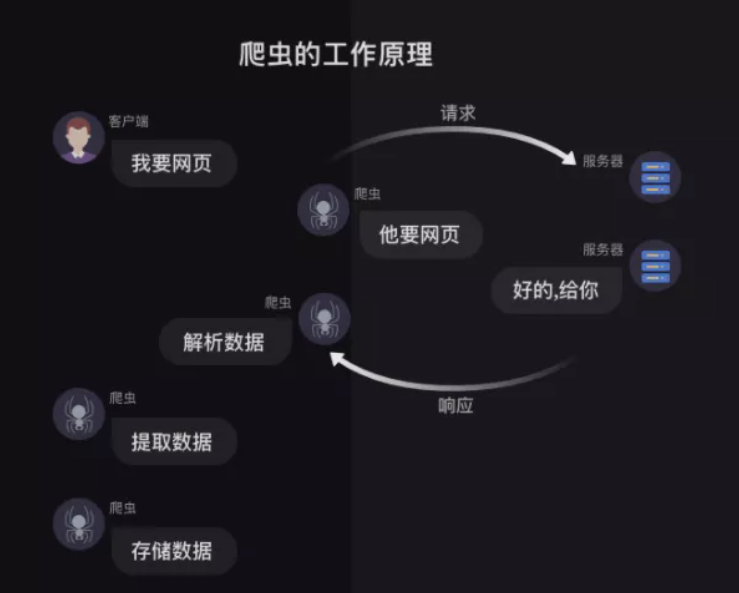 爬虫的工作原理
客户端
我要网页
请求
服务器
爬虫
他要网页
服务器
好的,给你
爬虫
解析数据
响应
爬虫
提取数据
爬虫
存储数据